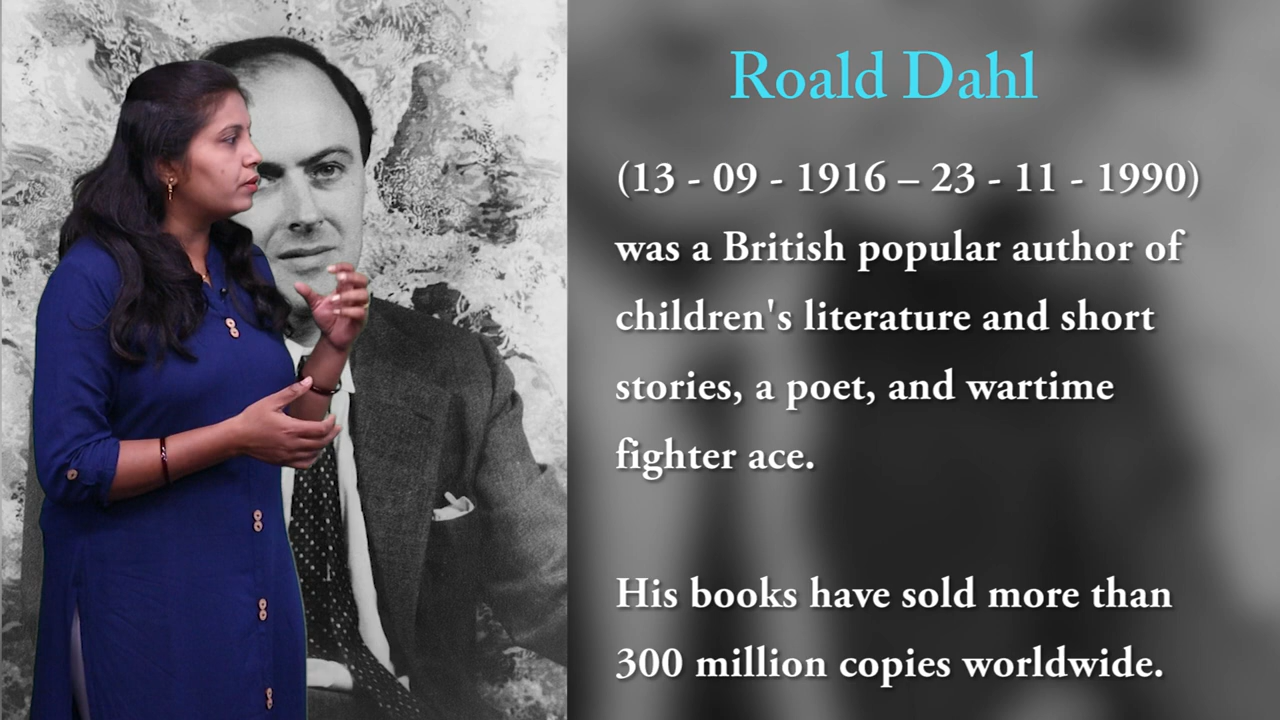 Roald Dahl
(13 - 09 - 1916 – 23 - 11 - 1990)
was a British popular author of
children's literature and short
stories, a poet, and wartime
fighter ace.
His books have sold more than
300 million copies worldwide.